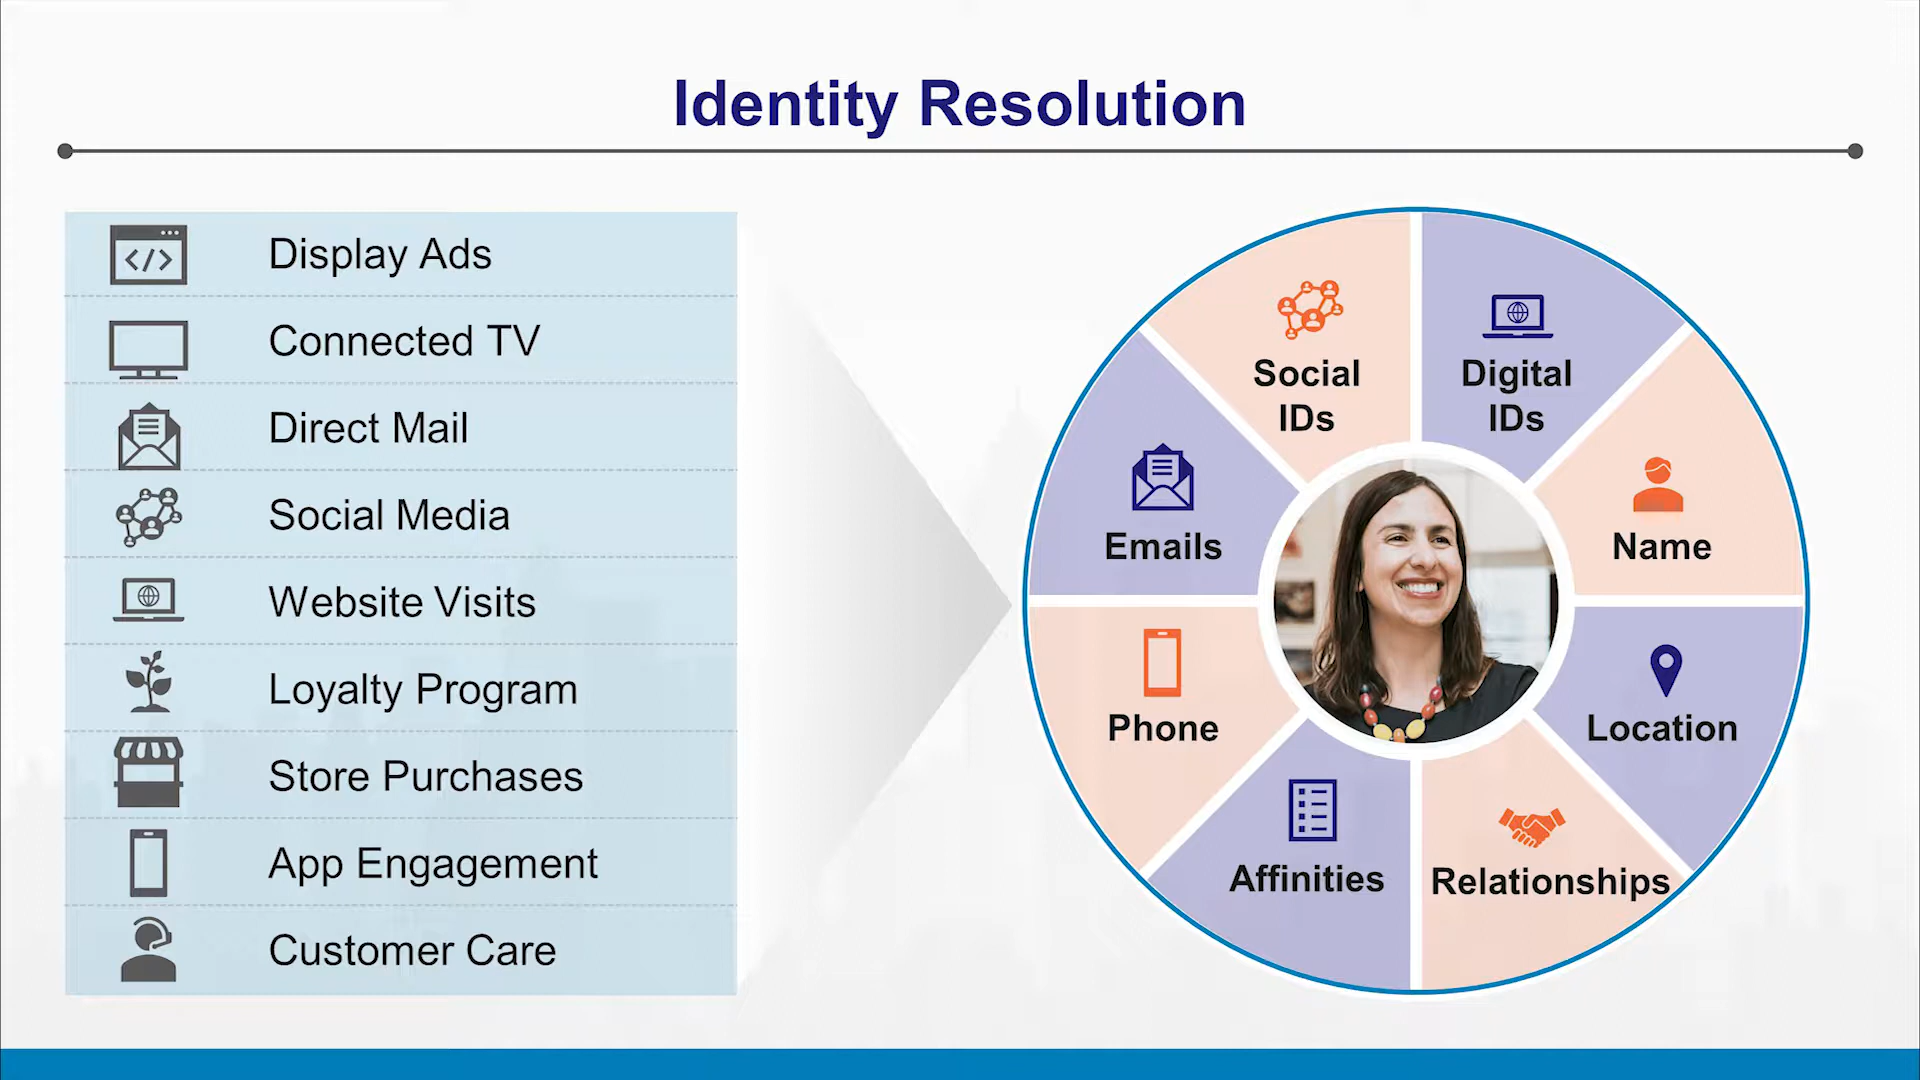 Identity Resolution
Display Ads
Connected TV
Direct Mail
Social Media
Website Visits
Loyalty Program
Store Purchases
App Engagement
Customer Care
Social
IDs
Digital
IDs
Emails
Name
Phone
Location
Affinities
Relationships